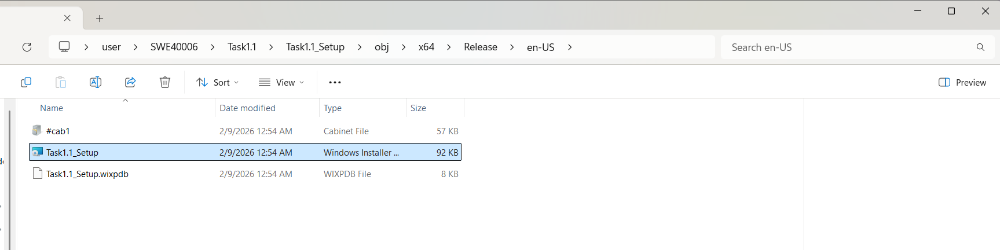 user SWE40006 Task1.1 Task1.1_Setup obj x64 Release en-US Search en-US
Sort View Preview
Name Date modified Type Size
#cab1 2/9/2026 12:54 AM Cabinet File 57 KB
Task1.1_Setup 2/9/2026 12:54 AM Windows Installer ... 92 KB
Task1.1_Setup.wixpdb 2/9/2026 12:54 AM WIXPDB File 8 KB